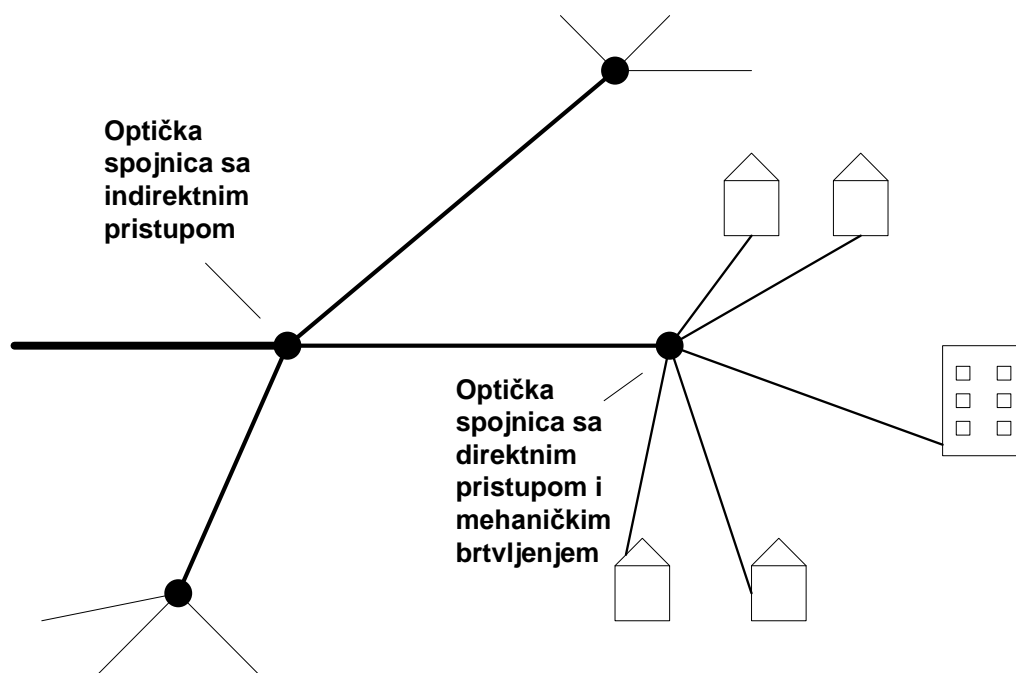 Optička
spojnica sa
indirektnim
pristupom
Optička
spojnica sa
direktnim
pristupom i
mehaničkim
brtvljenjem